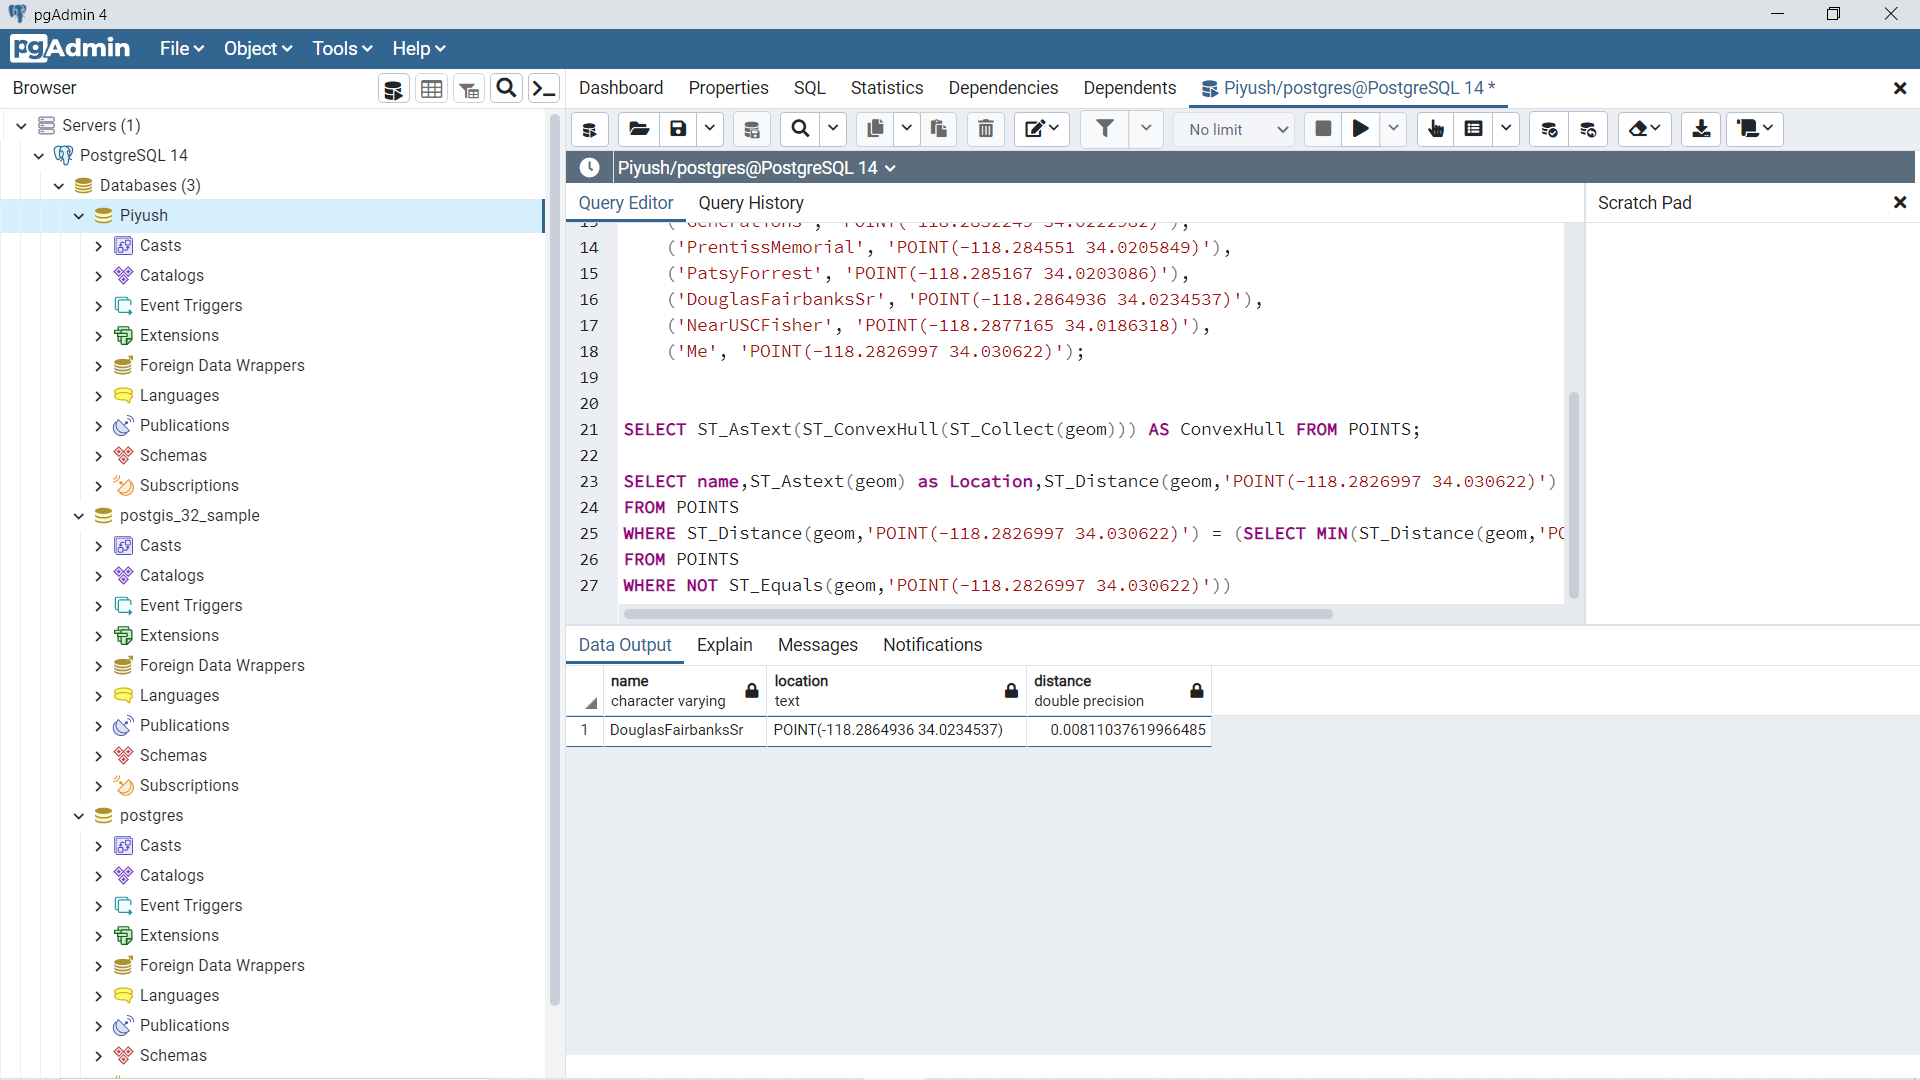 pgAdmin 4
pgAdmin File Object Tools Help
Browser
Dashboard Properties SQL Statistics Dependencies Dependents Piyush/postgres@PostgreSQL 14 *
No limit
Piyush/postgres@PostgreSQL 14
Servers (1)
PostgreSQL 14
Databases (3)
Piyush
Casts
Catalogs
Event Triggers
Extensions
Foreign Data Wrappers
Languages
Publications
Schemas
Subscriptions
postgis_32_sample
Casts
Catalogs
Event Triggers
Extensions
Foreign Data Wrappers
Languages
Publications
Schemas
Subscriptions
postgres
Casts
Catalogs
Event Triggers
Extensions
Foreign Data Wrappers
Languages
Publications
Schemas
Query Editor Query History
Scratch Pad
14 ('PrentissMemorial', 'POINT(-118.284551 34.0205849)'),
15 ('PatsyForrest', 'POINT(-118.285167 34.0203086)'),
16 ('DouglasFairbanksSr', 'POINT(-118.2864936 34.0234537)'),
17 ('NearUSCFisher', 'POINT(-118.2877165 34.0186318)'),
18 ('Me', 'POINT(-118.2826997 34.030622)');
19
20
21 SELECT ST_AsText(ST_ConvexHull(ST_Collect(geom))) AS ConvexHull FROM POINTS;
22
23 SELECT name,ST_Astext(geom) as Location,ST_Distance(geom,'POINT(-118.2826997 34.030622)')
24 FROM POINTS
25 WHERE ST_Distance(geom,'POINT(-118.2826997 34.030622)') = (SELECT MIN(ST_Distance(geom,'PO
26 FROM POINTS
27 WHERE NOT ST_Equals(geom,'POINT(-118.2826997 34.030622)'))
Data Output Explain Messages Notifications
name location distance
character varying text double precision
1 DouglasFairbanksSr POINT(-118.2864936 34.0234537) 0.00811037619966485